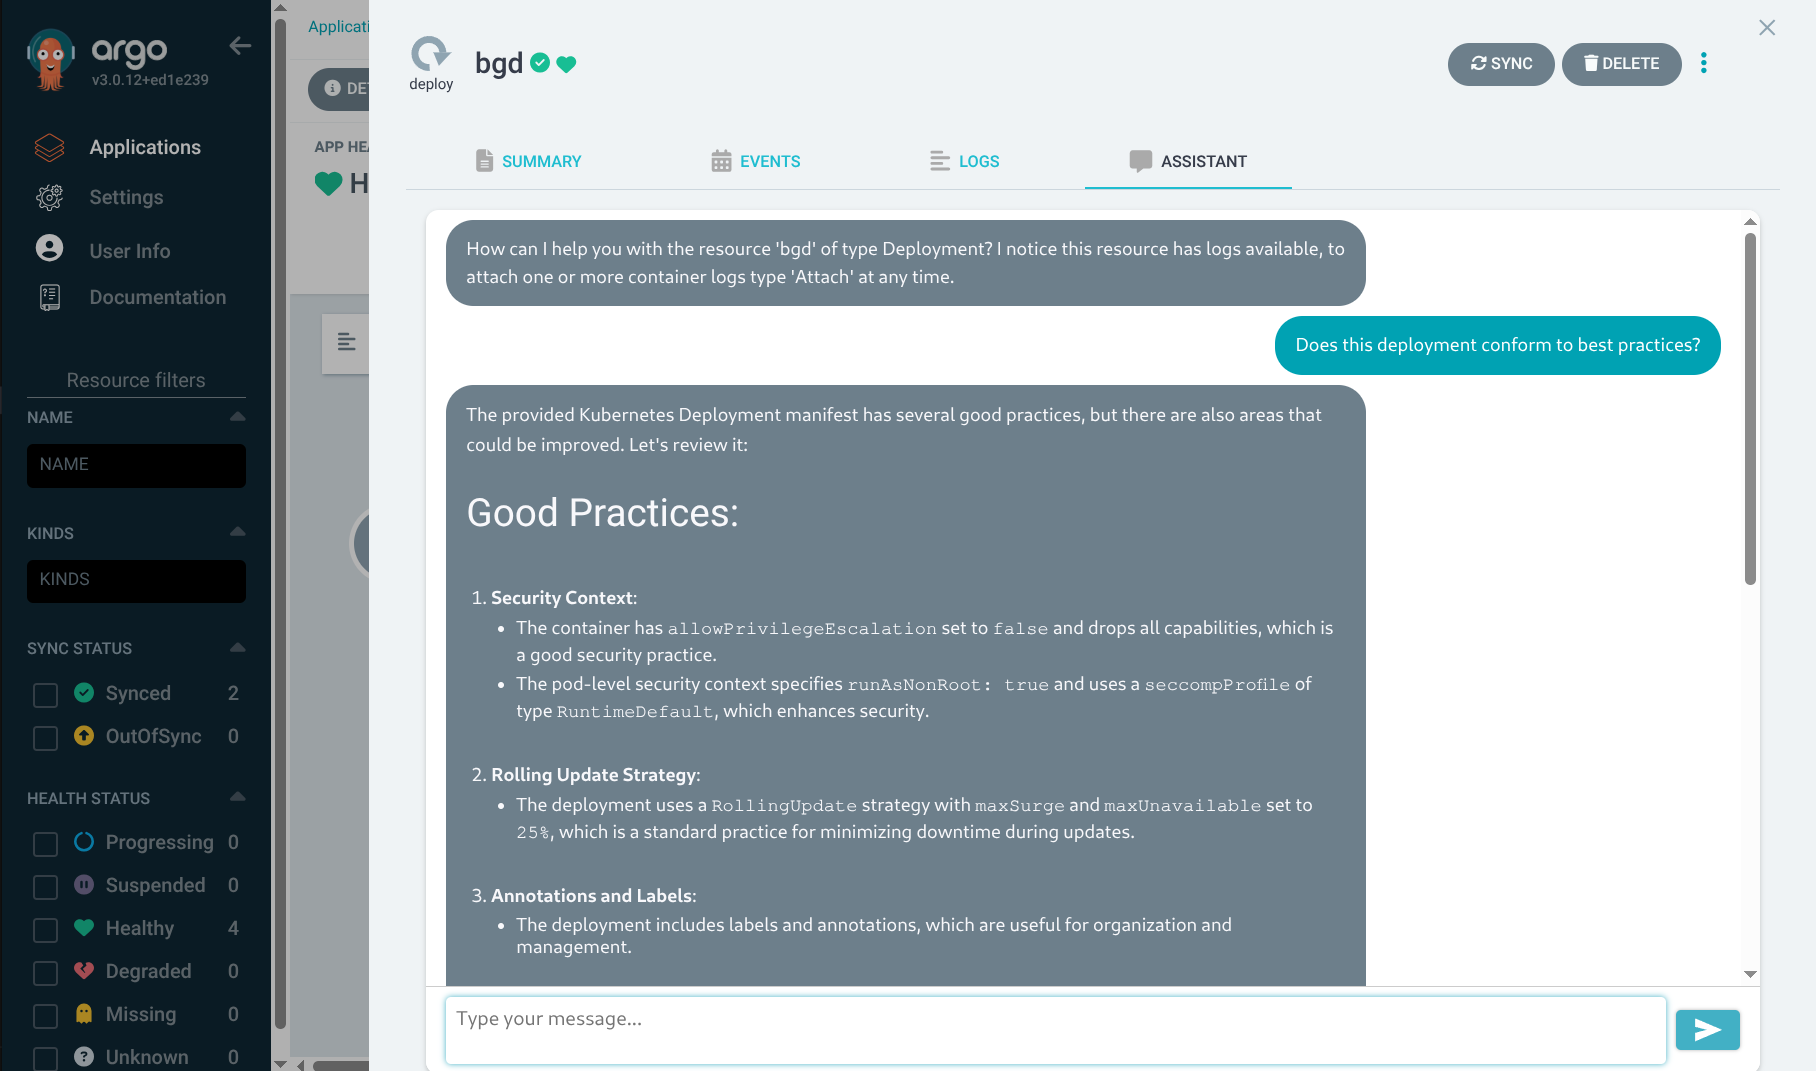 argo
v3.0.12+ed1e239
Applications
Settings
User Info
Documentation
Resource filters
NAME
NAME
KINDS
KINDS
SYNC STATUS
Synced 2
OutOfSync 0
HEALTH STATUS
Progressing 0
Suspended 0
Healthy 4
Degraded 0
Missing 0
Unknown 0
Applicati
DE
APP HEA
H
deploy
bgd
SYNC
DELETE
SUMMARY
EVENTS
LOGS
ASSISTANT
How can I help you with the resource 'bgd' of type Deployment? I notice this resource has logs available, to
attach one or more container logs type 'Attach' at any time.
Does this deployment conform to best practices?
The provided Kubernetes Deployment manifest has several good practices, but there are also areas that
could be improved. Let's review it:
Good Practices:
1. Security Context:
• The container has allowPrivilegeEscalation set to false and drops all capabilities, which is
a good security practice.
• The pod-level security context specifies runAsNonRoot: true and uses a seccompProfile of
type RuntimeDefault, which enhances security.
2. Rolling Update Strategy:
• The deployment uses a RollingUpdate strategy with maxSurge and maxUnavailable set to
25%, which is a standard practice for minimizing downtime during updates.
3. Annotations and Labels:
• The deployment includes labels and annotations, which are useful for organization and
management.
Type your message...